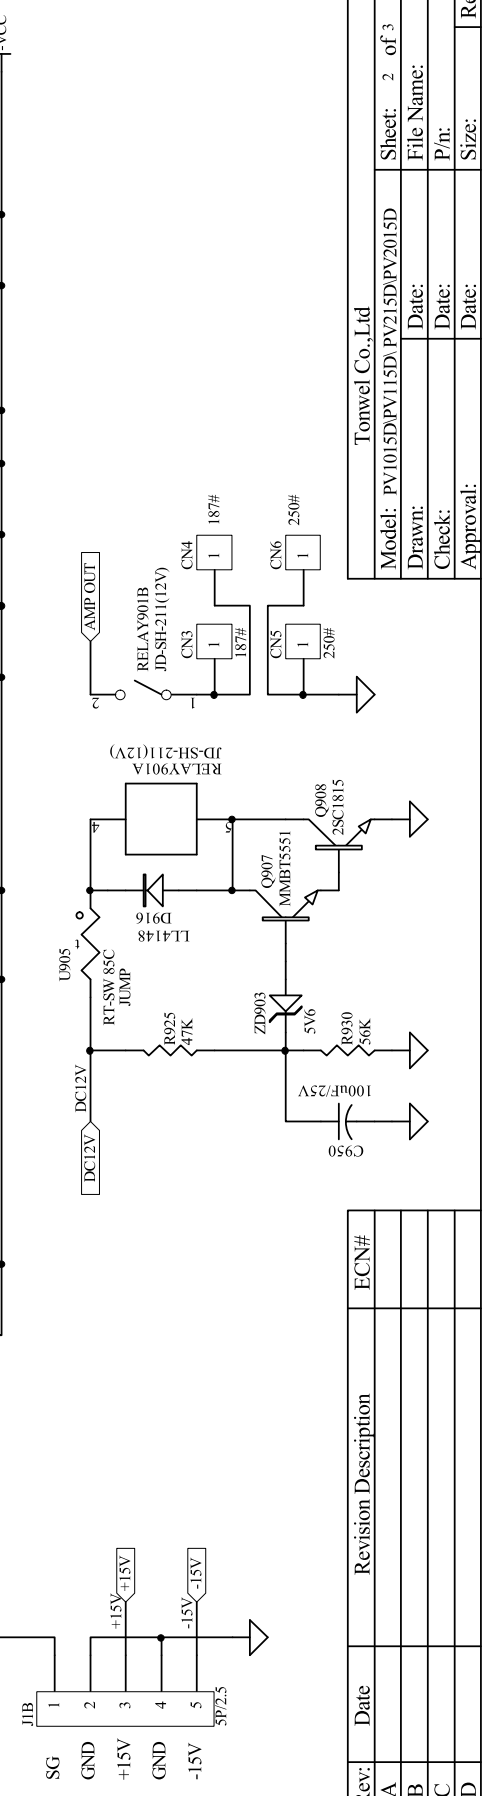 -VCC
AMP OUT
2
RELAY901B
JD-SH-211(12V)
1
CN3
1
187#
CN4
1
187#
CN5
1
250#
CN6
1
250#
DC12V
DC12V
U905
t
RT-SW 85C
JUMP
R925
47K
D916
LL4148
4
5
RELAY901A
JD-SH-211(12V)
C950
100uF/25V
R930
56K
ZD903
5V6
Q907
MMBT5551
Q908
2SC1815
J1B
SG
1
GND
2
+15V
3
+15V
+15V
GND
4
-15V
5
-15V
-15V
5P/2.5
Date
Revision Description
ECN#
ev:
A
B
C
D
Tonwel Co.,Ltd
Model: PV1015D\PV115D\ PV215D\PV2015D
Sheet: 2 of 3
Drawn:
Date:
File Name:
Check:
Date:
P/n:
Approval:
Date:
Size:
Re